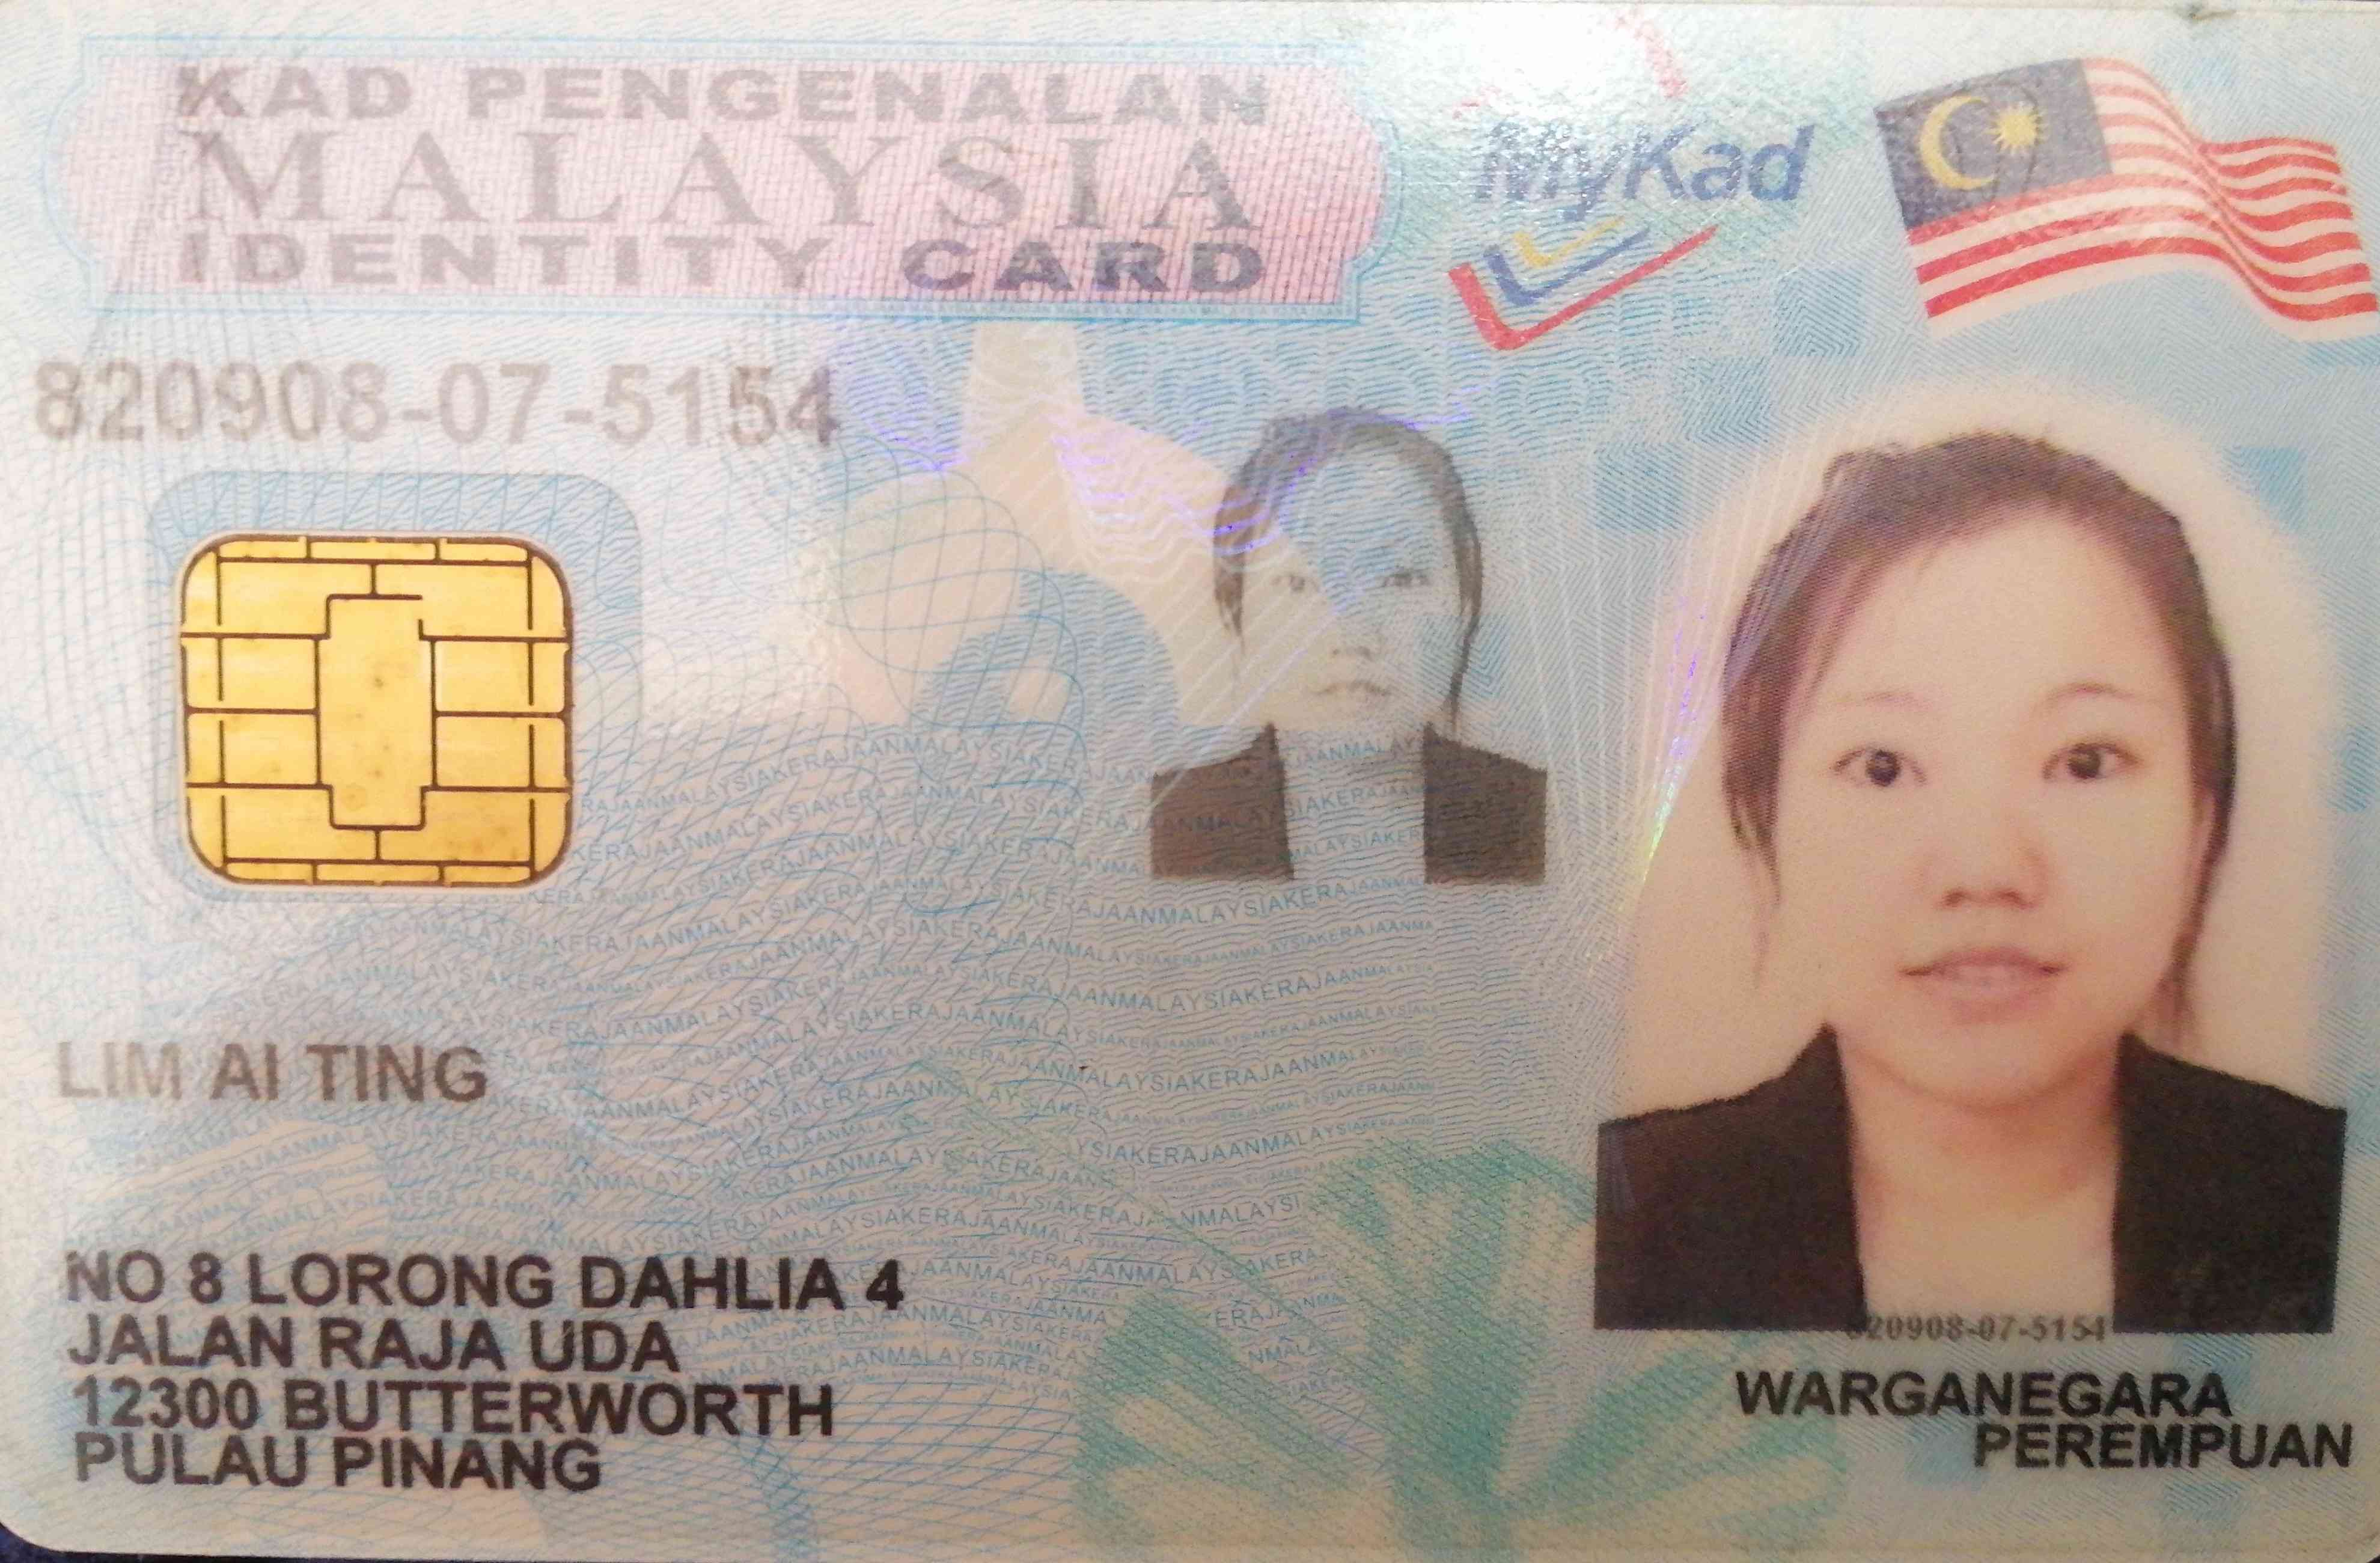 KAD PENGENALAN
MALAYSIA
IDENTITY CARD
MyKad
820908-07-5154
LIM AI TING
NO 8 LORONG DAHLIA 4
JALAN RAJA UDA
12300 BUTTERWORTH
PULAU PINANG
820908-07-5154
WARGANEGARA
PEREMPUAN